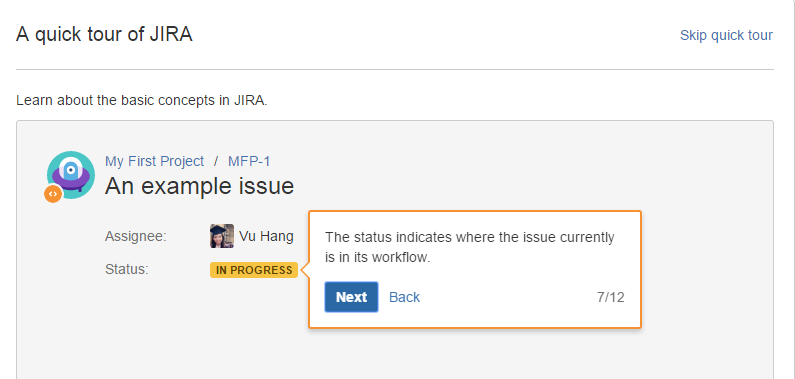 A quick tour of JIRA
Skip quick tour
Learn about the basic concepts in JIRA.
My First Project / MFP-1
An example issue
Assignee: Vu Hang
Status: IN PROGRESS
The status indicates where the issue currently
is in its workflow.
Next Back 7/12